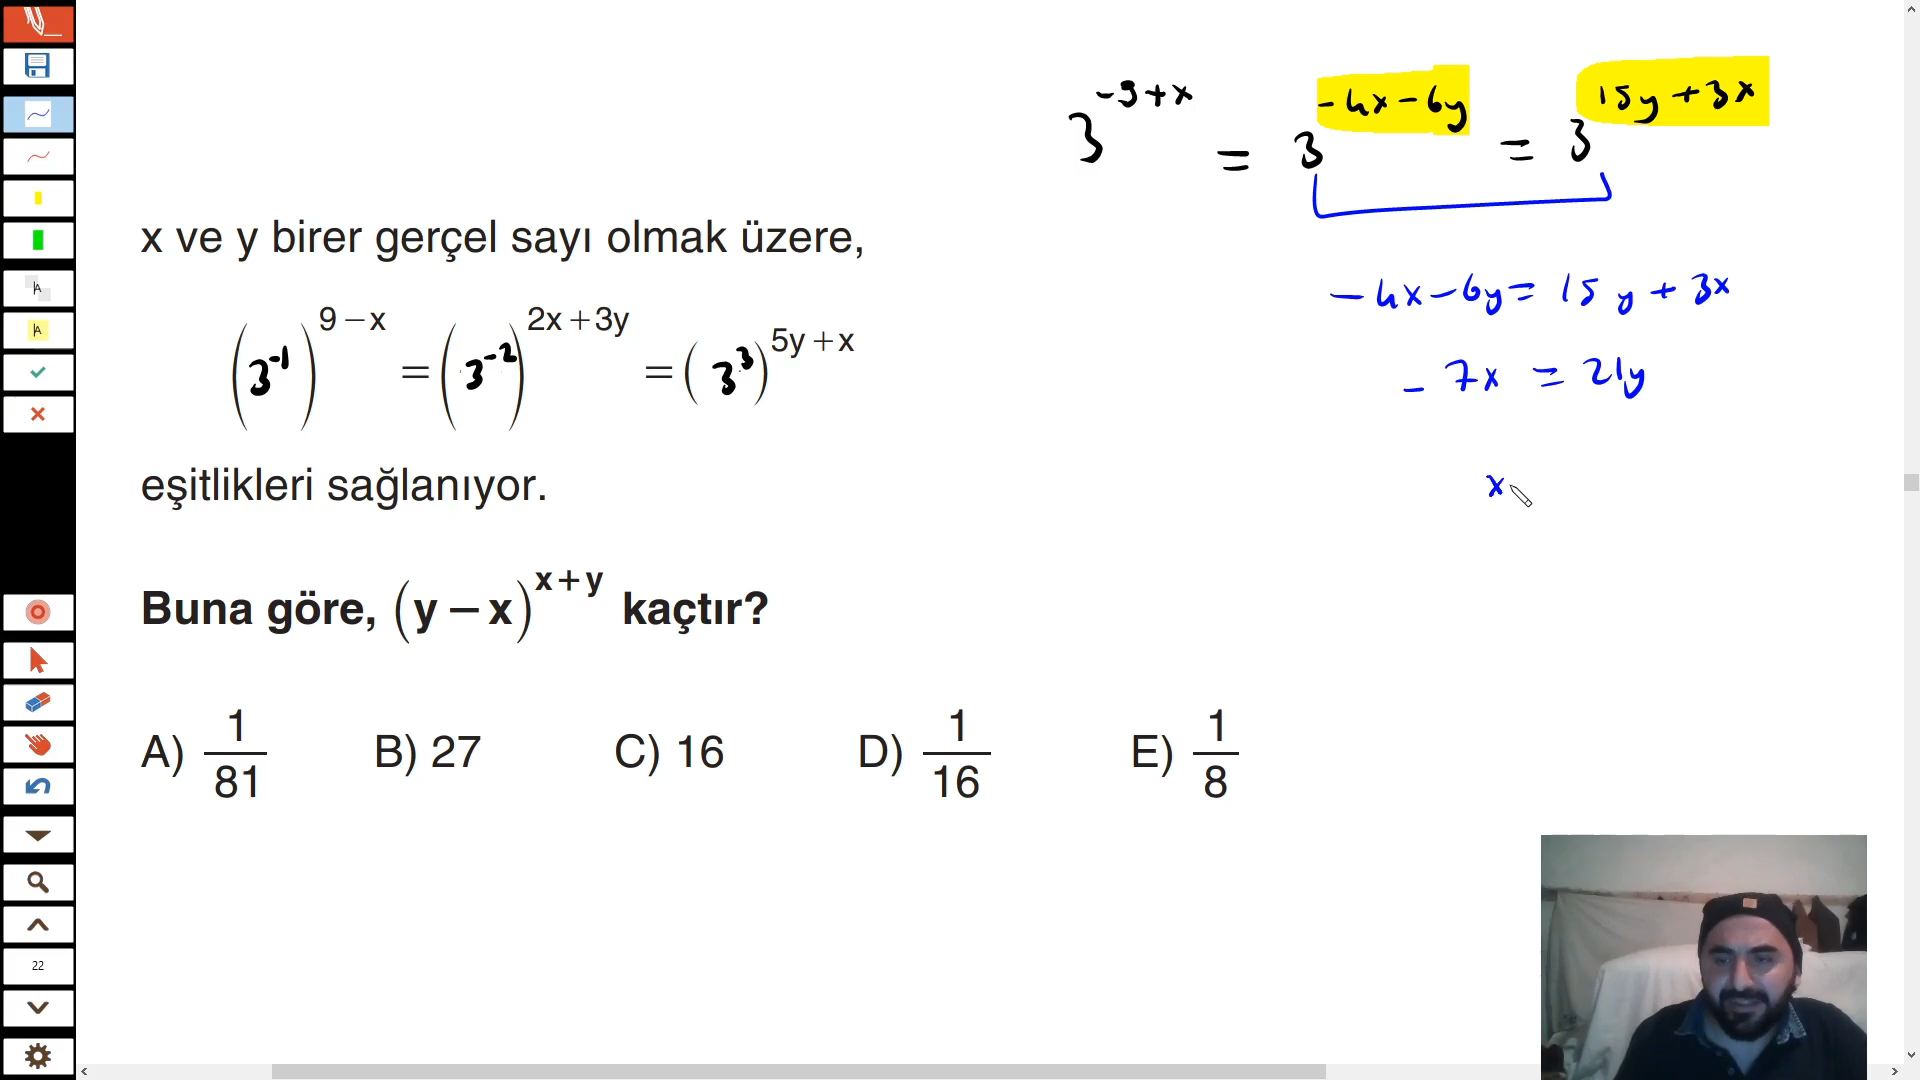 3^{-9+x} = 3^{-4x-6y} = 3^{15y+3x}
x ve y birer gerçel sayı olmak üzere,
-4x-6y = 15y+3x
(3^{-1})^{9-x} = (3^{-2})^{2x+3y} = (3^{3})^{5y+x}
-7x = 21y
eşitlikleri sağlanıyor.
x
Buna göre, (y-x)^{x+y} kaçtır?
A) 1/81 B) 27 C) 16 D) 1/16 E) 1/8
22